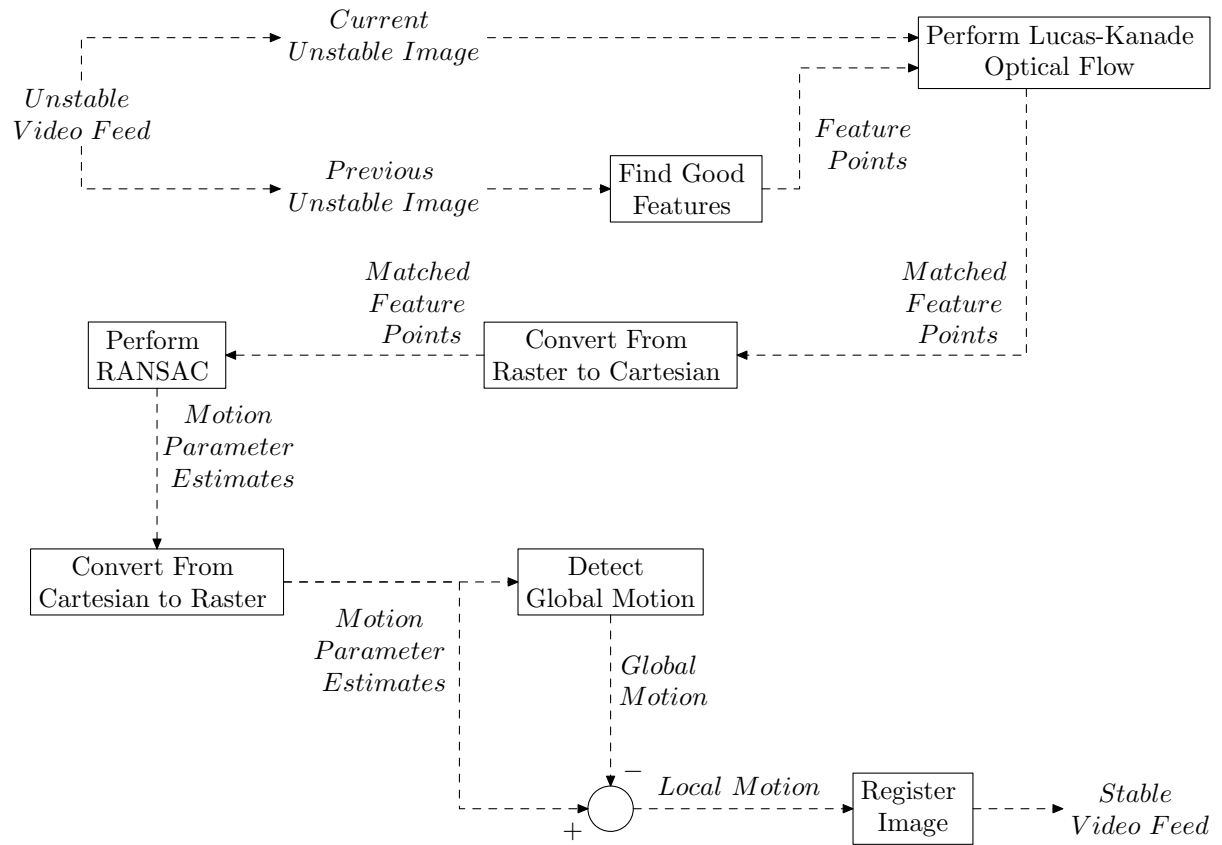 Current
Unstable Image
Perform Lucas-Kanade
Optical Flow
Unstable
Video Feed
Feature
Points
Previous
Unstable Image
Find Good
Features
Matched
Feature
Points
Matched
Feature
Points
Perform
RANSAC
Convert From
Raster to Cartesian
Motion
Parameter
Estimates
Convert From
Cartesian to Raster
Detect
Global Motion
Motion
Parameter
Estimates
Global
Motion
−
+
Local Motion
Register
Image
Stable
Video Feed